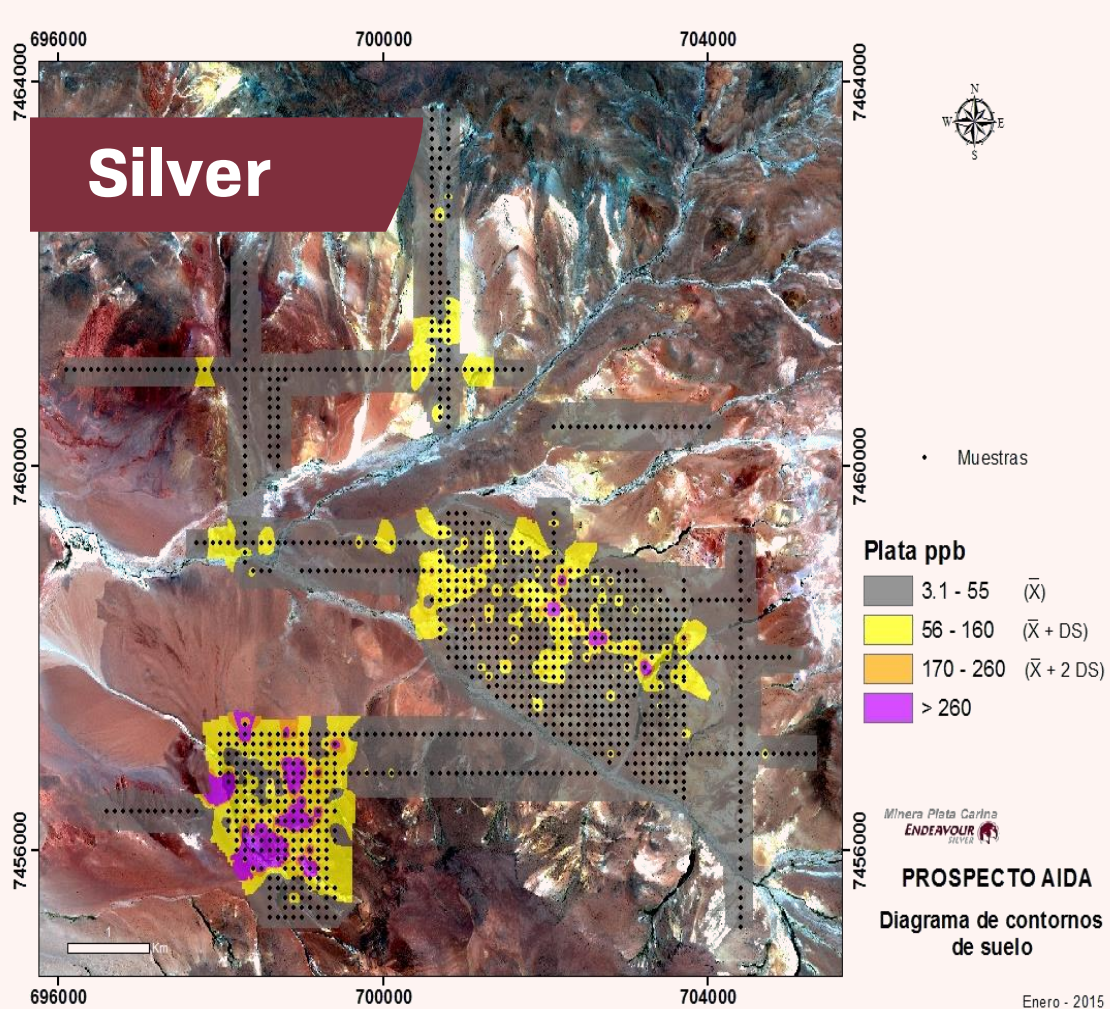 696000 700000 704000
7464000 7464000
N
W E
S
Silver
7460000 7460000
Muestras
Plata ppb
3.1 - 55 (X̅)
56 - 160 (X̅ + DS)
170 - 260 (X̅ + 2 DS)
> 260
7456000 7456000
Minera Plata Carina
ENDEAVOUR
SILVER
PROSPECTO AIDA
Diagrama de contornos
de suelo
1
Km
696000 700000 704000
Enero - 2015